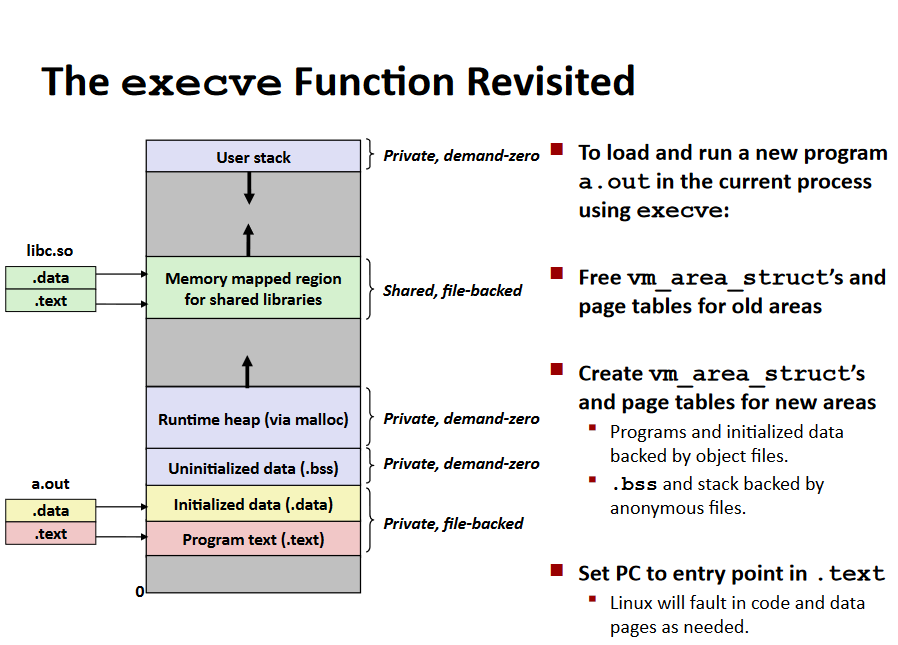 The execve Function Revisited
User stack
Private, demand-zero
libc.so
.data
.text
Memory mapped region
for shared libraries
Shared, file-backed
Runtime heap (via malloc)
Private, demand-zero
Uninitialized data (.bss)
Private, demand-zero
a.out
.data
.text
Initialized data (.data)
Program text (.text)
Private, file-backed
0
To load and run a new program
a.out in the current process
using execve:
Free vm_area_struct's and
page tables for old areas
Create vm_area_struct's
and page tables for new areas
Programs and initialized data
backed by object files.
.bss and stack backed by
anonymous files.
Set PC to entry point in .text
Linux will fault in code and data
pages as needed.